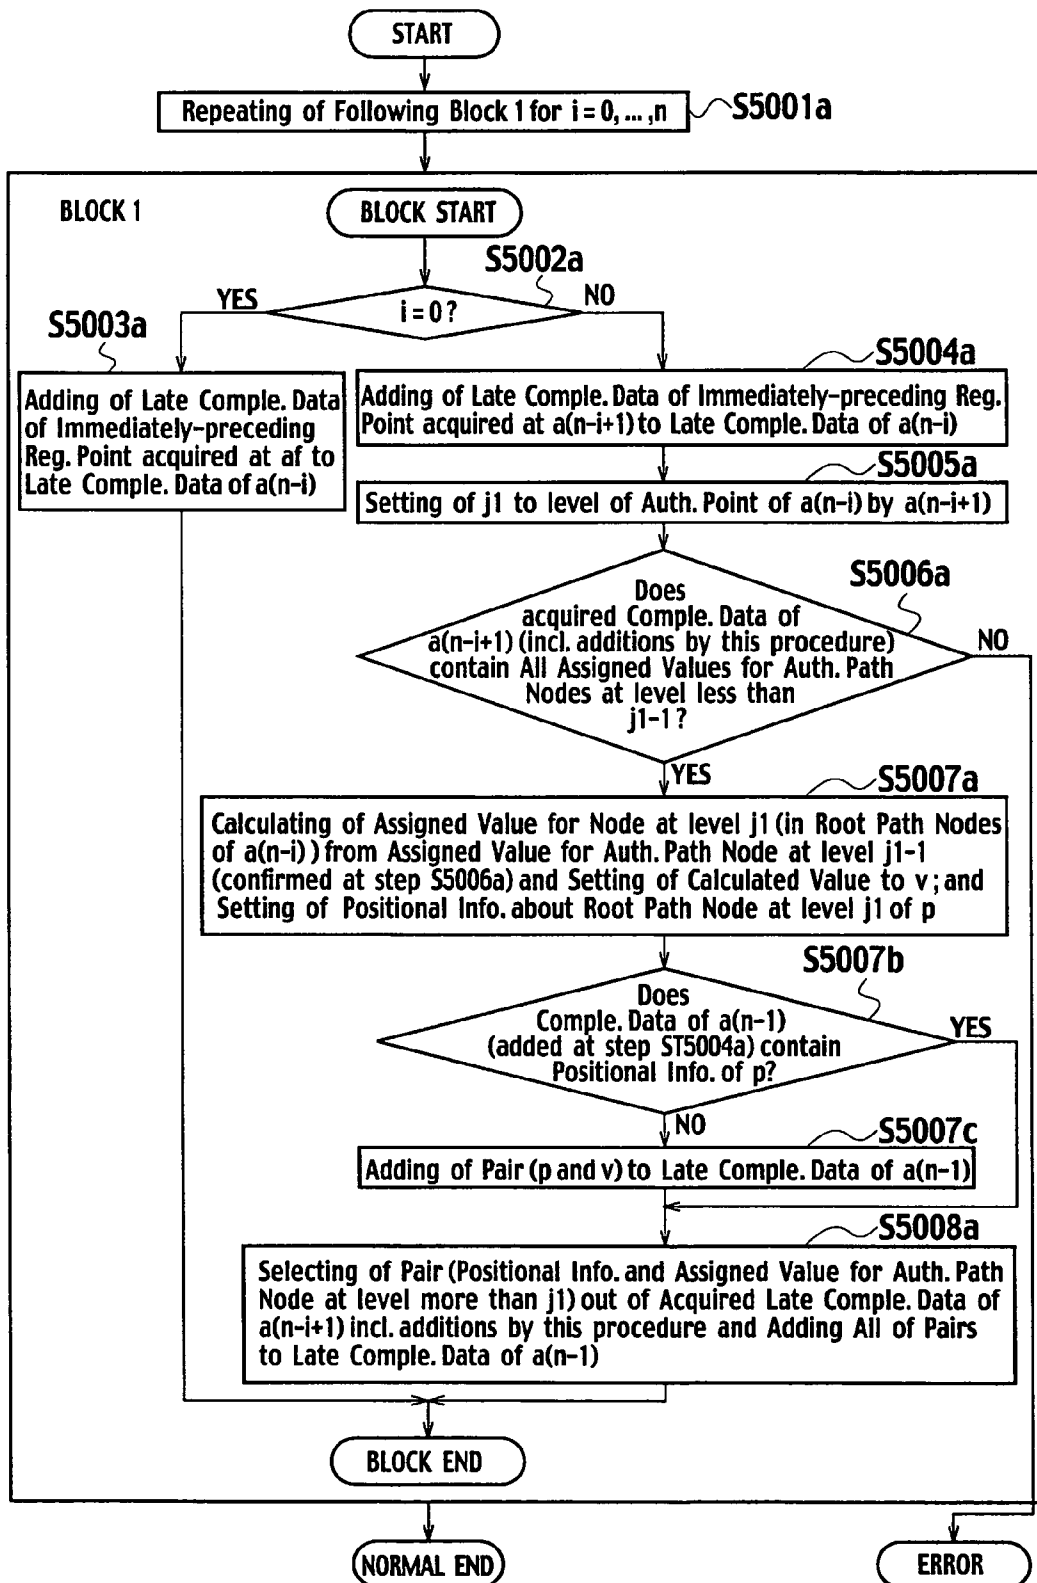 START
Repeating of Following Block 1 for i = 0, ... ,n
S5001a
BLOCK 1
BLOCK START
S5002a
YES
i = 0 ?
NO
S5003a
Adding of Late Comple. Data
of Immediately-preceding
Reg. Point acquired at af to
Late Comple. Data of a(n-i)
S5004a
Adding of Late Comple. Data of Immediately-preceding Reg.
Point acquired at a(n-i+1) to Late Comple. Data of a(n-i)
S5005a
Setting of j1 to level of Auth. Point of a(n-i) by a(n-i+1)
S5006a
Does
acquired Comple. Data of
a(n-i+1) (incl. additions by this procedure)
contain All Assigned Values for Auth. Path
Nodes at level less than
j1-1 ?
NO
YES
S5007a
Calculating of Assigned Value for Node at level j1 (in Root Path Nodes
of a(n-i)) from Assigned Value for Auth. Path Node at level j1-1
(confirmed at step S5006a) and Setting of Calculated Value to v ; and
Setting of Positional Info. about Root Path Node at level j1 of p
S5007b
Does
Comple. Data of a(n-1)
(added at step ST5004a) contain
Positional Info. of p?
YES
NO
S5007c
Adding of Pair (p and v) to Late Comple. Data of a(n-1)
S5008a
Selecting of Pair (Positional Info. and Assigned Value for Auth. Path
Node at level more than j1) out of Acquired Late Comple. Data of
a(n-i+1) incl. additions by this procedure and Adding All of Pairs
to Late Comple. Data of a(n-1)
BLOCK END
NORMAL END
ERROR